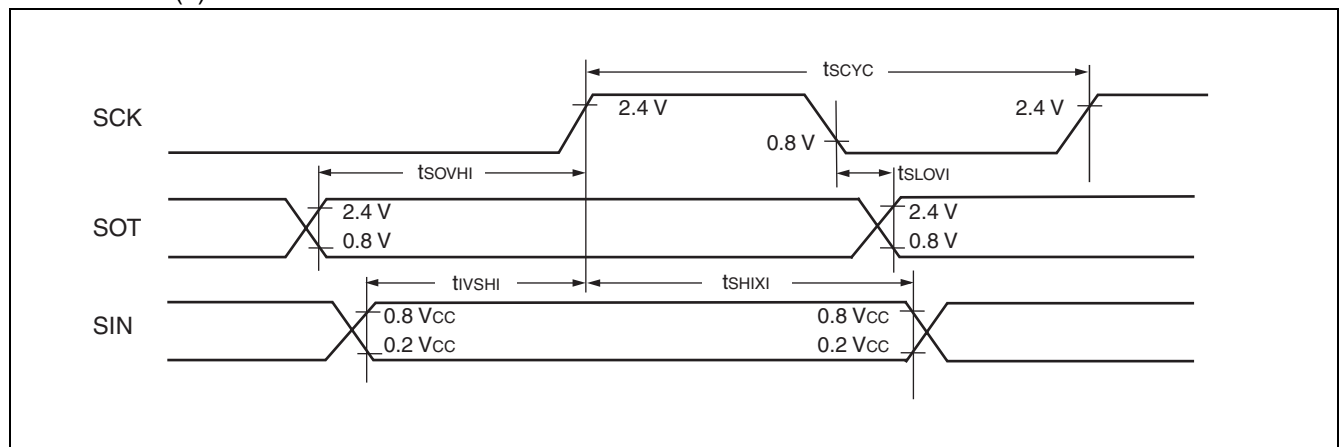 tSCYC
SCK
2.4 V
2.4 V
0.8 V
tSOVHI
tSLOVI
SOT
2.4 V
2.4 V
0.8 V
0.8 V
tIVSHI
tSHIXI
SIN
0.8 VCC
0.8 VCC
0.2 VCC
0.2 VCC